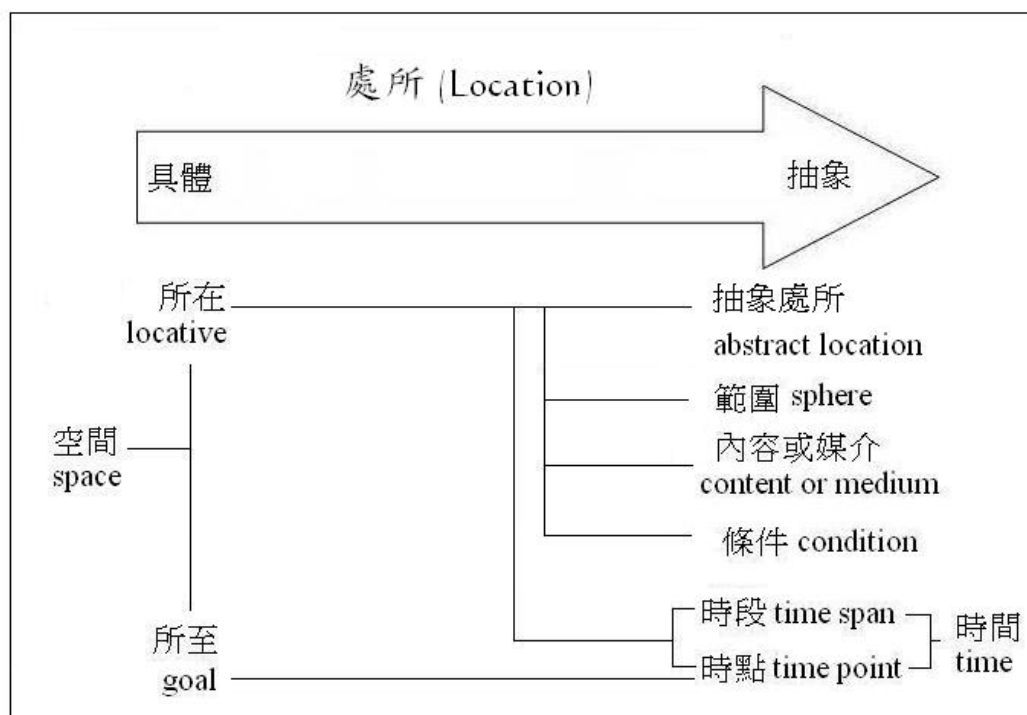 處所 (Location)
具體
抽象
所在
locative
抽象處所
abstract location
範圍 sphere
空間
space
內容或媒介
content or medium
條件 condition
時段 time span
時間
time
所至
goal
時點 time point